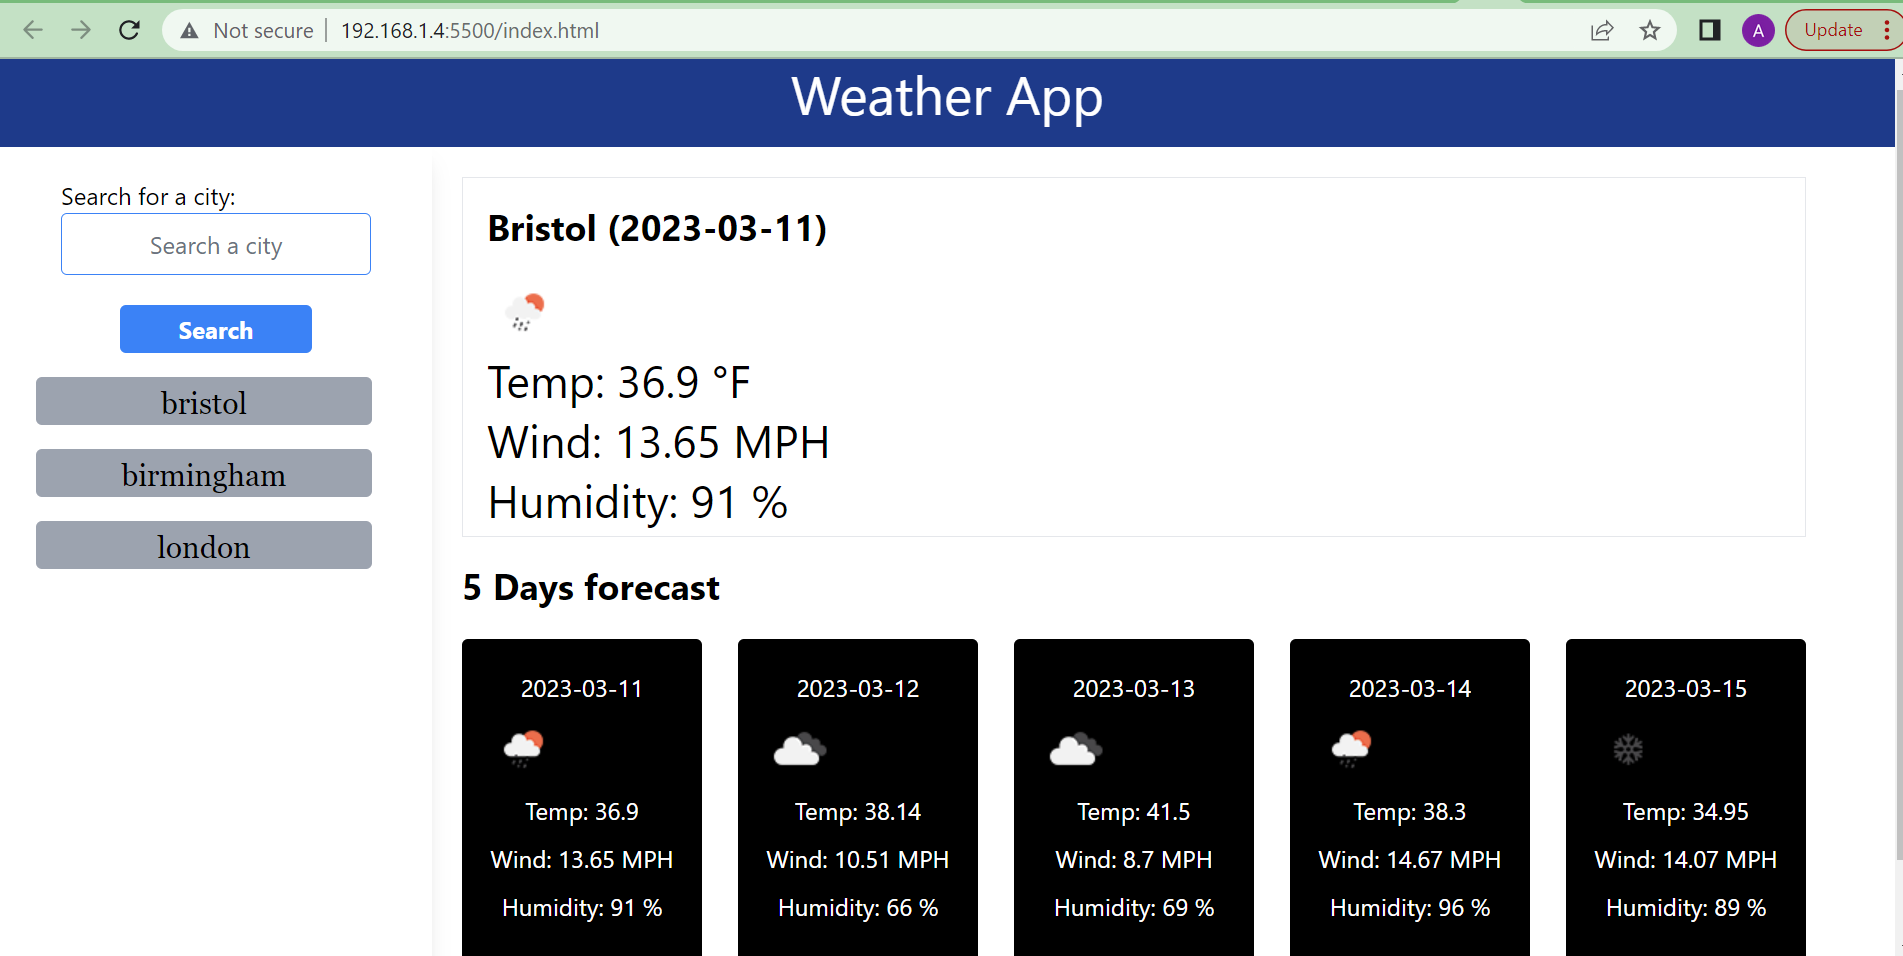 Not secure 192.168.1.4:5500/index.html
A
Update
Weather App
Search for a city:
Search a city
Search
bristol
birmingham
london
Bristol (2023-03-11)
Temp: 36.9 °F
Wind: 13.65 MPH
Humidity: 91 %
5 Days forecast
2023-03-11
Temp: 36.9
Wind: 13.65 MPH
Humidity: 91 %
2023-03-12
Temp: 38.14
Wind: 10.51 MPH
Humidity: 66 %
2023-03-13
Temp: 41.5
Wind: 8.7 MPH
Humidity: 69 %
2023-03-14
Temp: 38.3
Wind: 14.67 MPH
Humidity: 96 %
2023-03-15
Temp: 34.95
Wind: 14.07 MPH
Humidity: 89 %